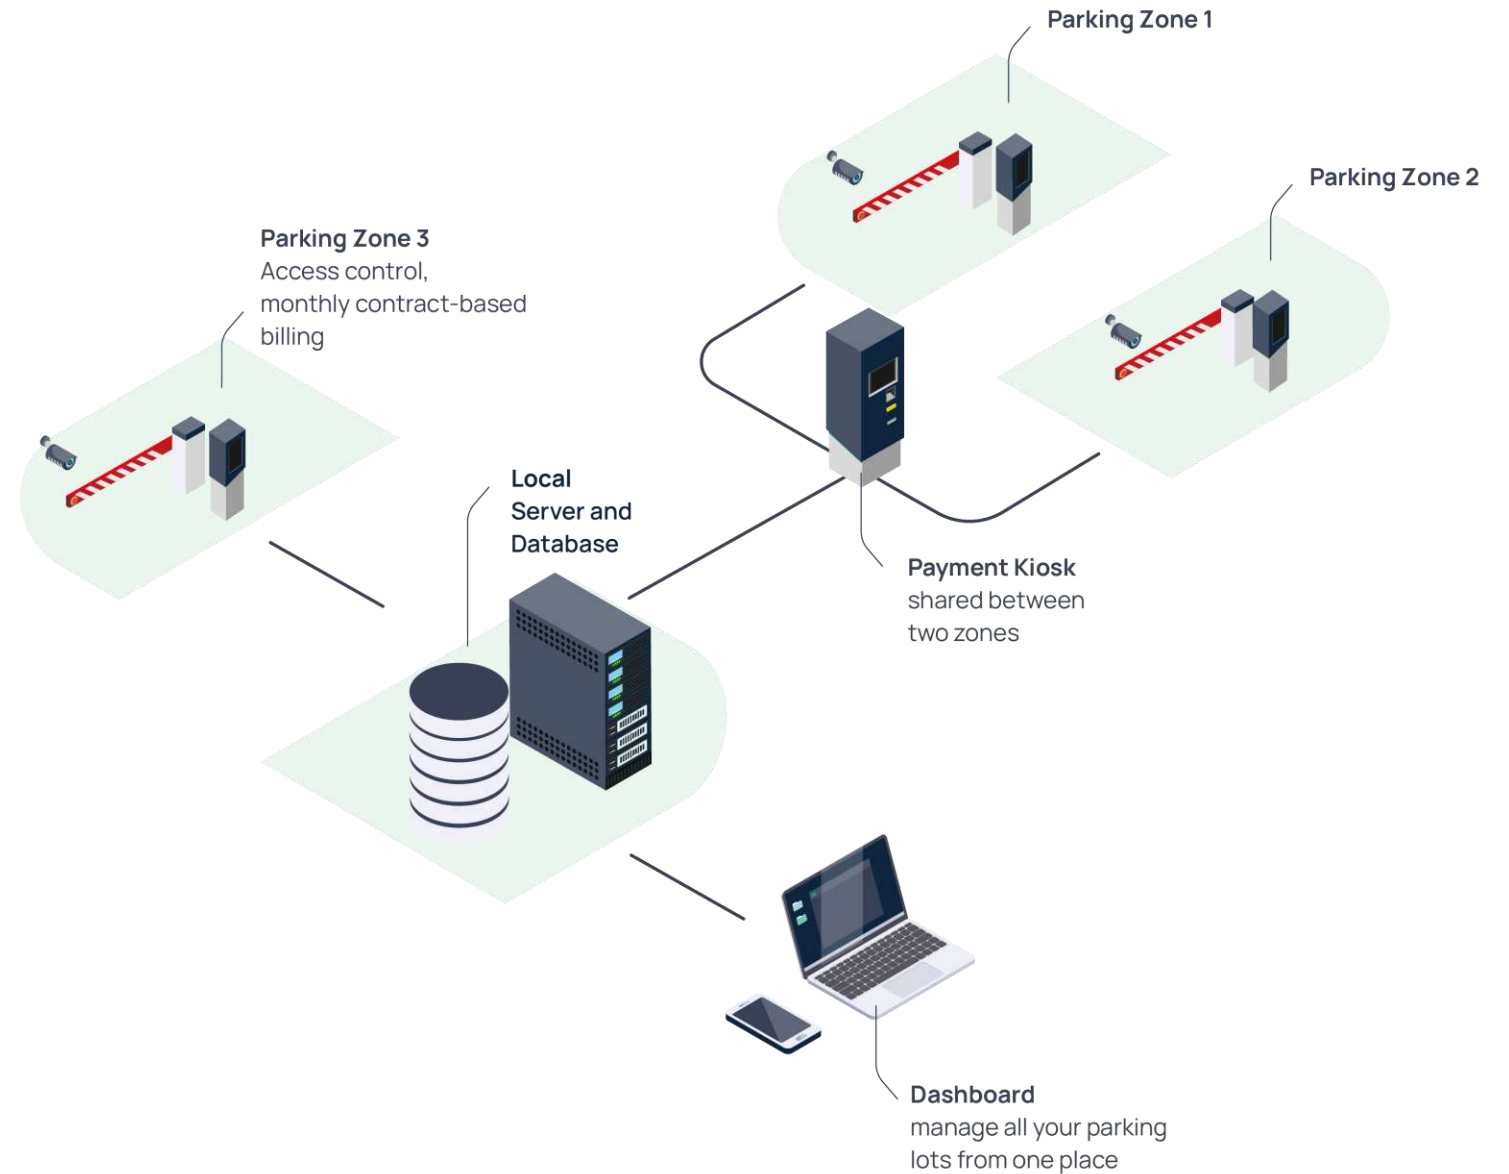 Parking Zone 1
Parking Zone 2
Parking Zone 3
Access control,
monthly contract-based
billing
Local
Server and
Database
Payment Kiosk
shared between
two zones
Dashboard
manage all your parking
lots from one place